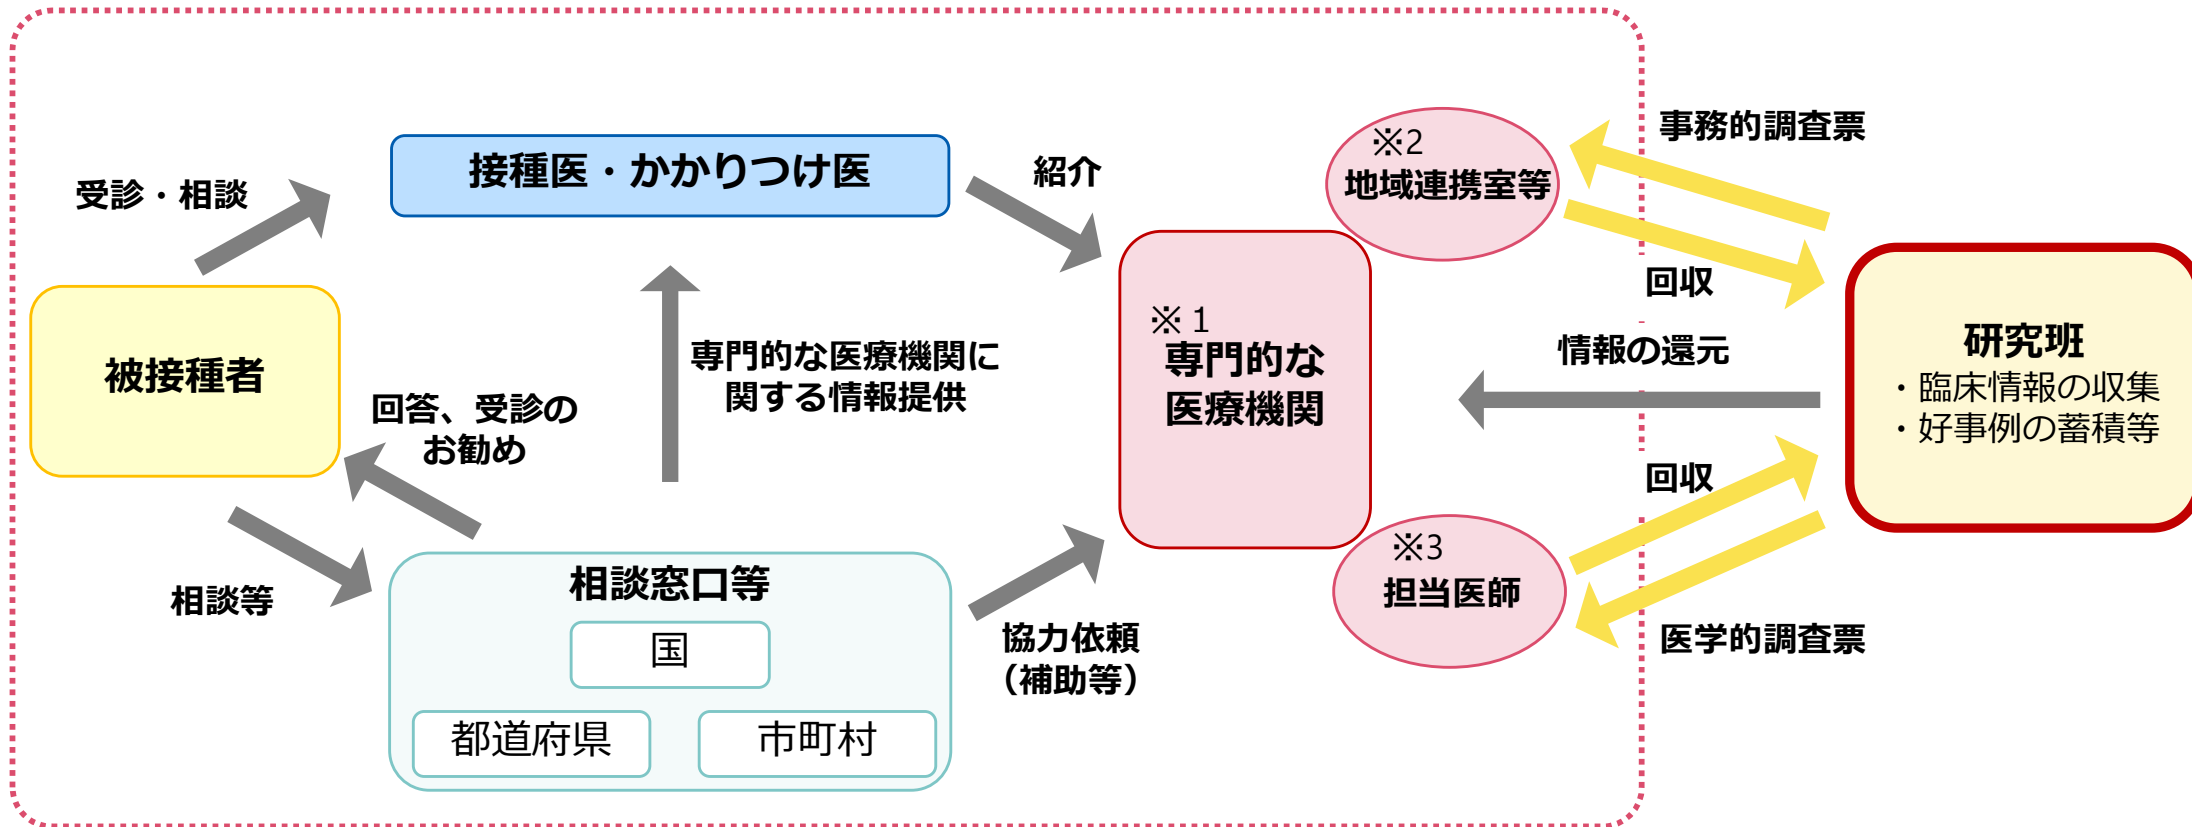 受診・相談
接種医・かかりつけ医
紹介
※2
地域連携室等
事務的調査票
回収
被接種者
回答、受診の
お勧め
専門的な医療機関に
関する情報提供
※１
専門的な
医療機関
情報の還元
研究班
・臨床情報の収集
・好事例の蓄積等
回収
相談等
相談窓口等
国
都道府県
市町村
協力依頼
（補助等）
※3
担当医師
医学的調査票